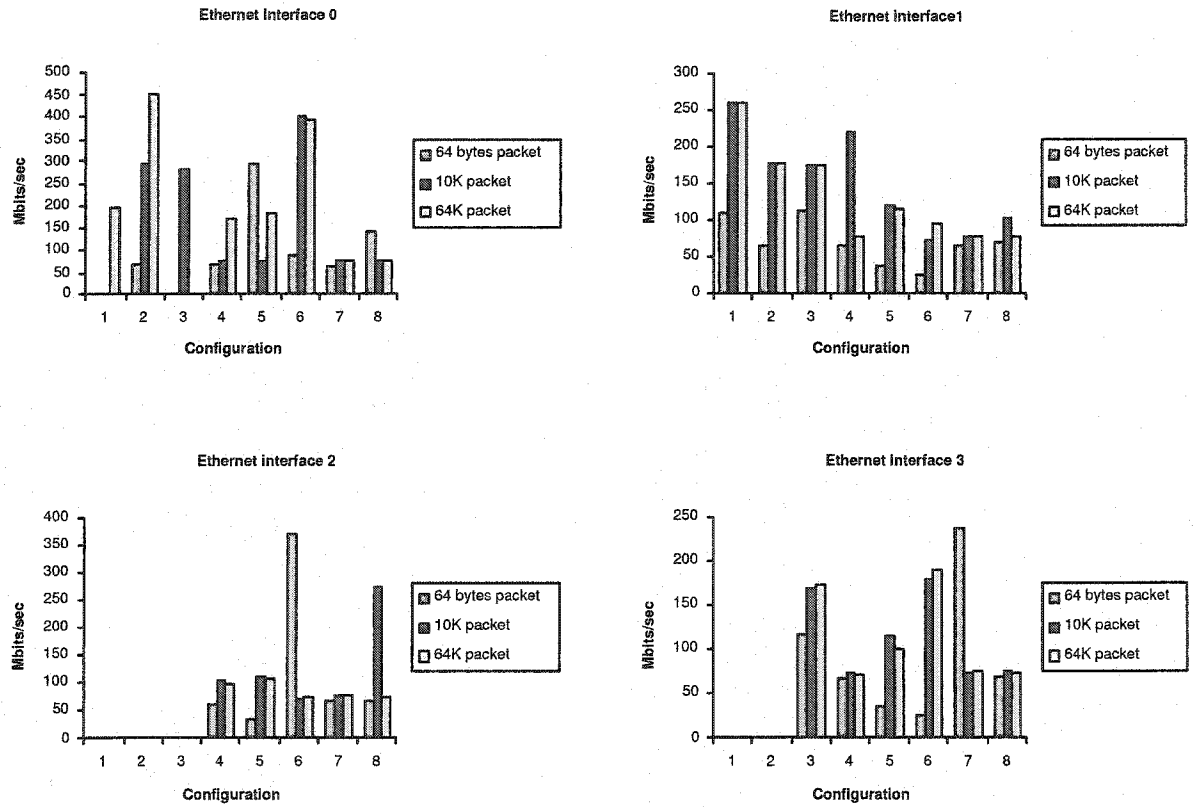 Ethernet Interface 0
Mbits/sec
500
450
400
350
300
250
200
150
100
50
0
1 2 3 4 5 6 7 8
Configuration
64 bytes packet
10K packet
64K packet
Ethernet Interface1
Mbits/sec
300
250
200
150
100
50
0
1 2 3 4 5 6 7 8
Configuration
64 bytes packet
10K packet
64K packet
Ethernet Interface 2
Mbits/sec
400
350
300
250
200
150
100
50
0
1 2 3 4 5 6 7 8
Configuration
64 bytes packet
10K packet
64K packet
Ethernet Interface 3
Mbits/sec
250
200
150
100
50
0
1 2 3 4 5 6 7 8
Configuration
64 bytes packet
10K packet
64K packet